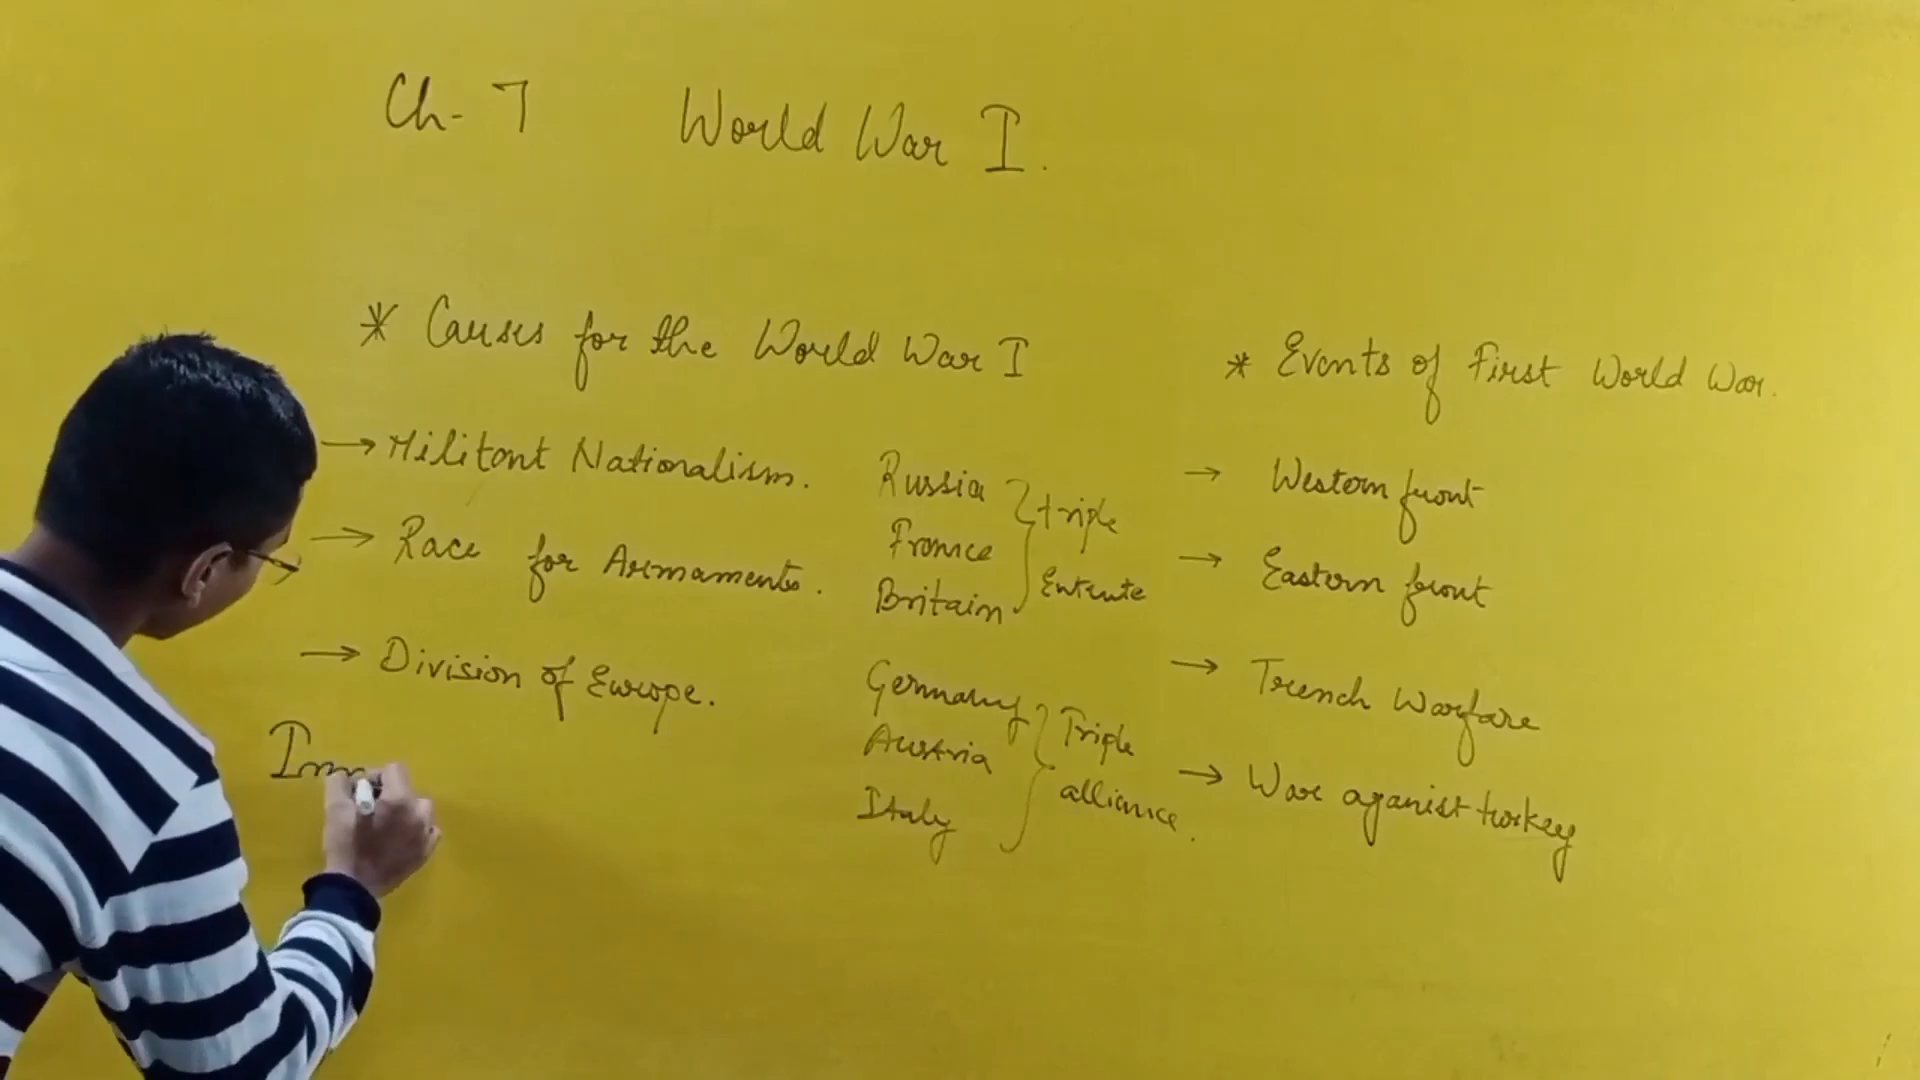 Ch- 7 World War I.
* Causes for the World War I
→ Militant Nationalism.
→ Race for Armaments.
→ Division of Europe.
Russia
France
Britain
triple
Entente
Germany
Austria
Italy
Triple
alliance.
* Events of First World War.
→ Western front
→ Eastern front
→ Trench Warfare
→ War aganist turkey